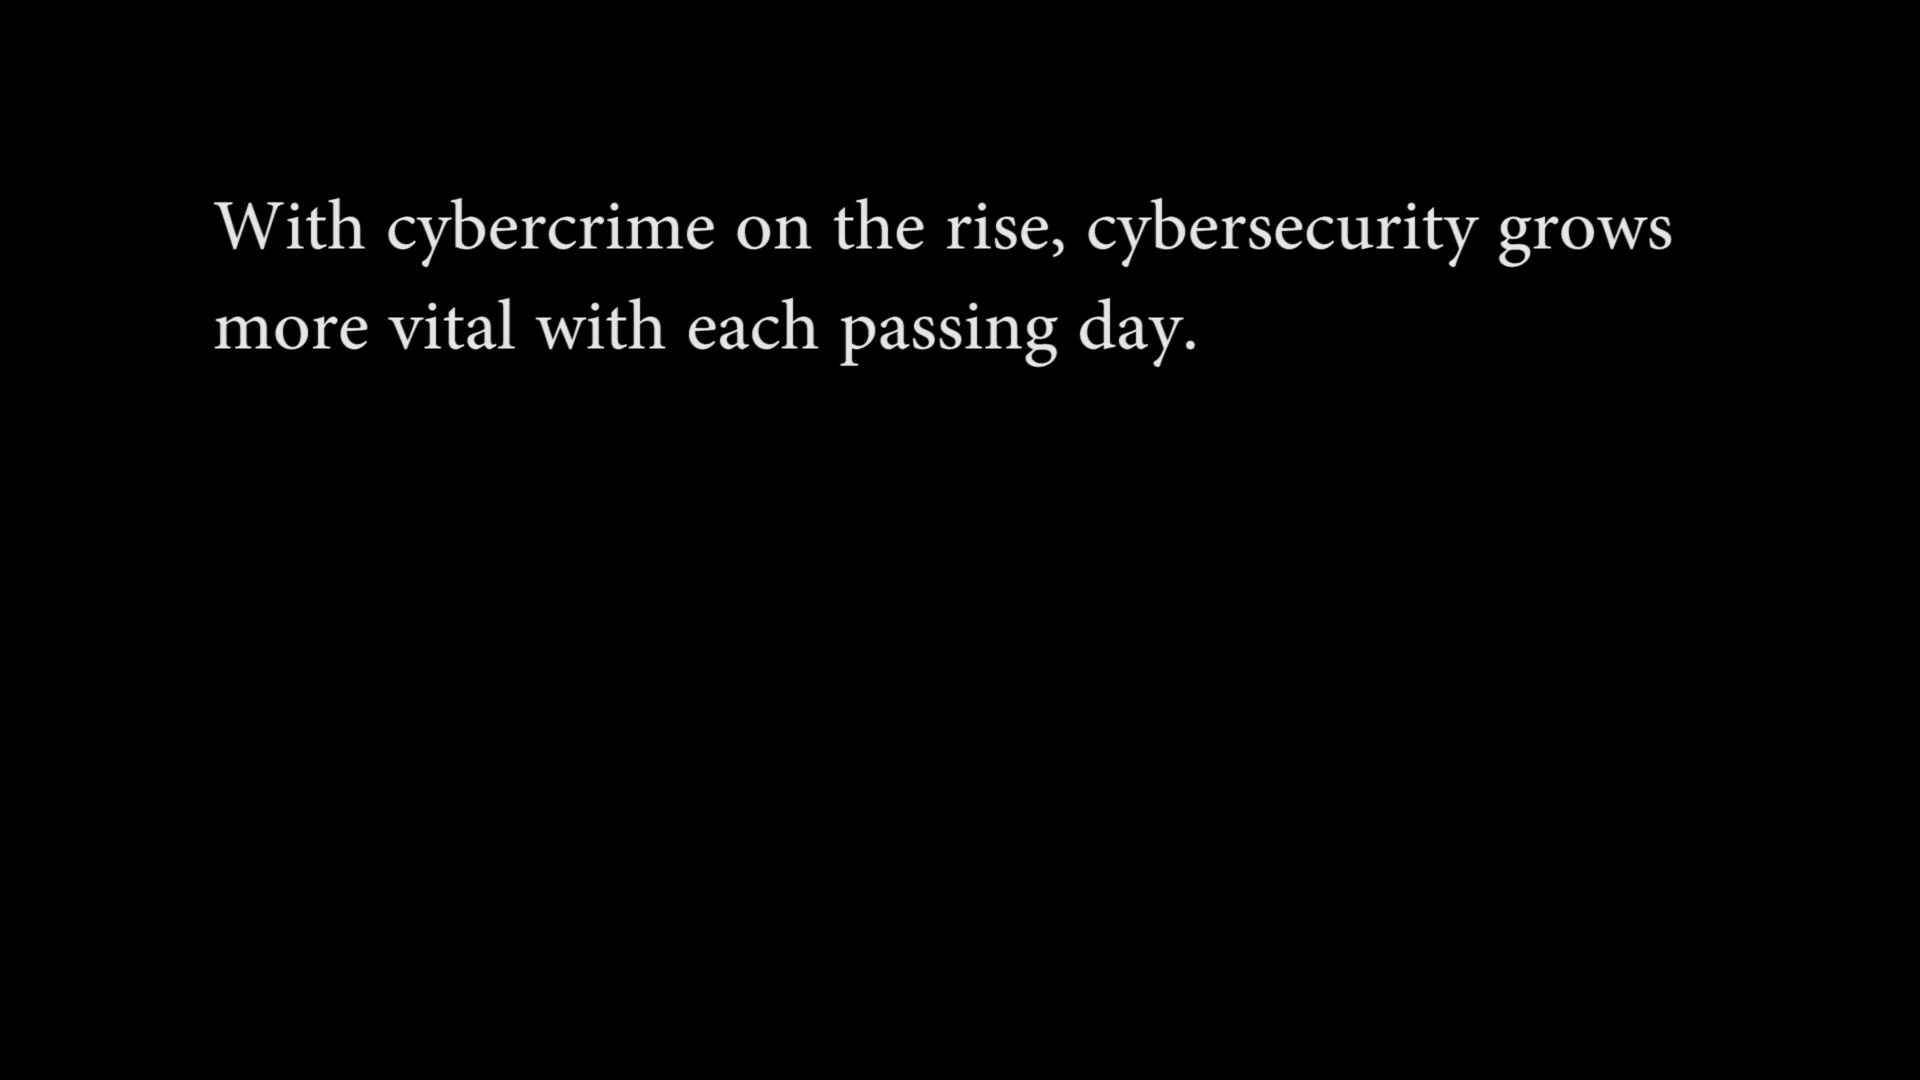 With cybercrime on the rise, cybersecurity grows
more vital with each passing day.